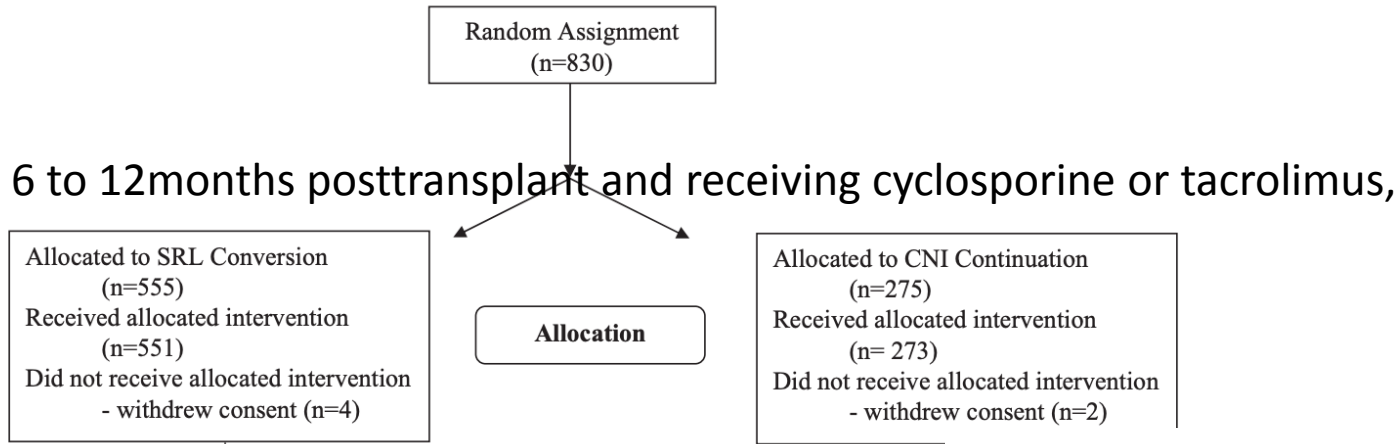 Random Assignment
(n=830)
6 to 12months posttransplant and receiving cyclosporine or tacrolimus,
Allocated to SRL Conversion
(n=555)
Received allocated intervention
(n=551)
Did not receive allocated intervention
- withdrew consent (n=4)
Allocation
Allocated to CNI Continuation
(n=275)
Received allocated intervention
(n= 273)
Did not receive allocated intervention
- withdrew consent (n=2)